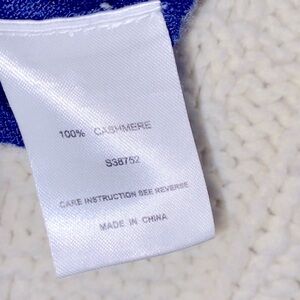 100% CASHMERE
S38752
CARE INSTRUCTION SEE REVERSE
MADE IN CHINA